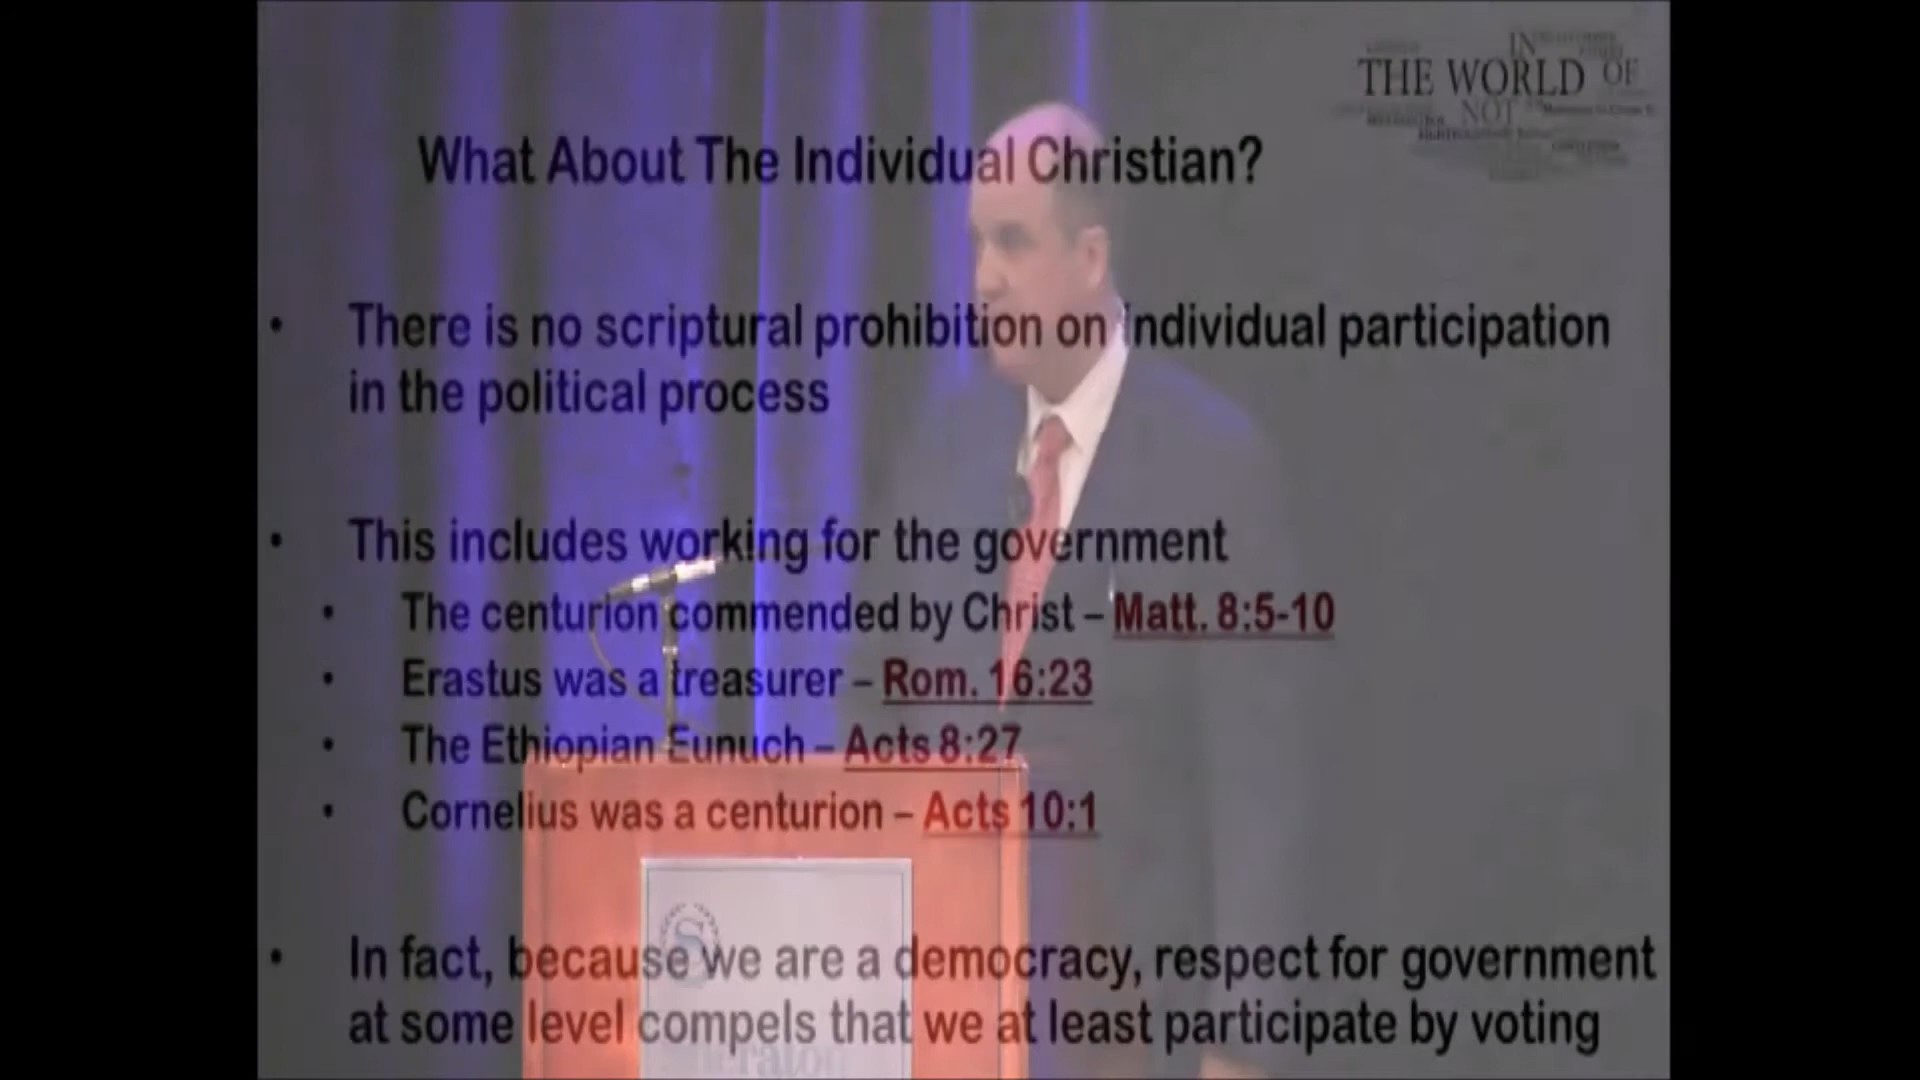 IN
THE WORLD OF
NOT
What About The Individual Christian?
• There is no scriptural prohibition on individual participation
in the political process
• This includes working for the government
• The centurion commended by Christ – Matt. 8:5-10
• Erastus was a treasurer – Rom. 16:23
• The Ethiopian Eunuch – Acts 8:27
• Cornelius was a centurion – Acts 10:1
S
• In fact, because we are a democracy, respect for government
at some level compels that we at least participate by voting